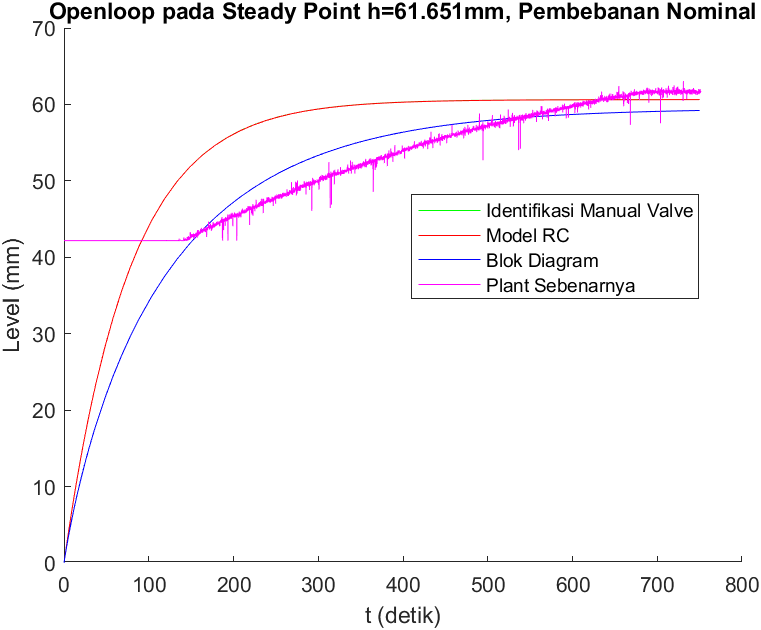 Openloop pada Steady Point h=61.651mm, Pembebanan Nominal
70
60
50
40
30
20
10
0
Level (mm)
Identifikasi Manual Valve
Model RC
Blok Diagram
Plant Sebenarnya
0 100 200 300 400 500 600 700 800
t (detik)